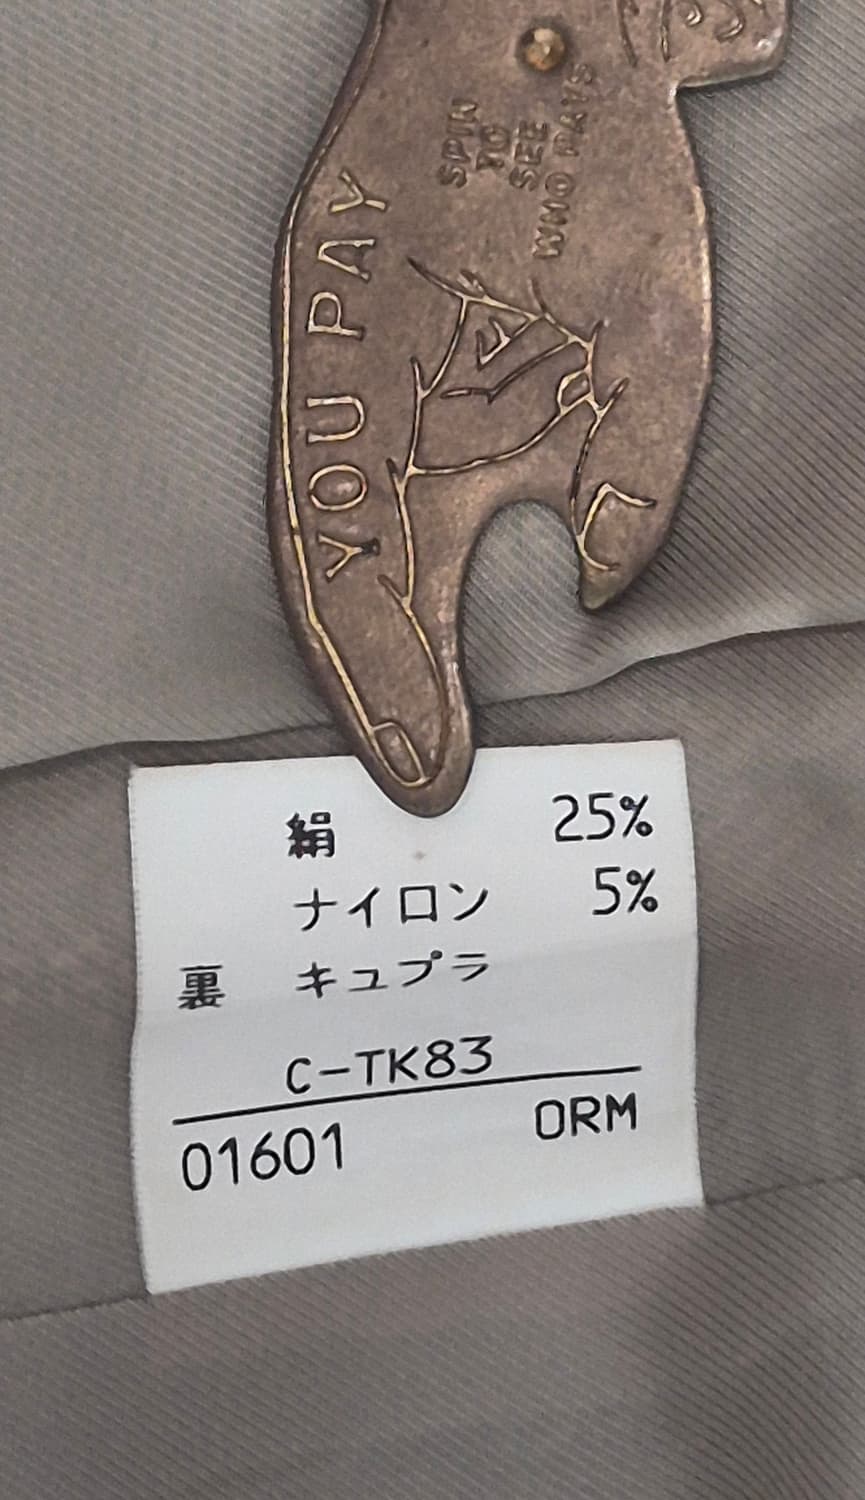 SPIN
TO
SEE
WHO PAYS
YOU PAY
絹 25%
ナイロン 5%
裏 キュプラ
C-TK83
01601 ORM